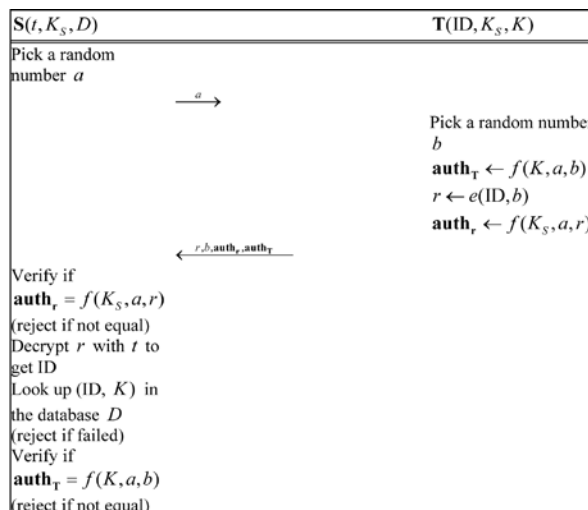 S(t, K_S, D) T(ID, K_S, K)
Pick a random
number a
a
Pick a random number
b
auth_T ← f(K, a, b)
r ← e(ID, b)
auth_r ← f(K_S, a, r)
r,b,auth_r,auth_T
Verify if
auth_r = f(K_S, a, r)
(reject if not equal)
Decrypt r with t to
get ID
Look up (ID, K) in
the database D
(reject if failed)
Verify if
auth_T = f(K, a, b)
(reject if not equal)